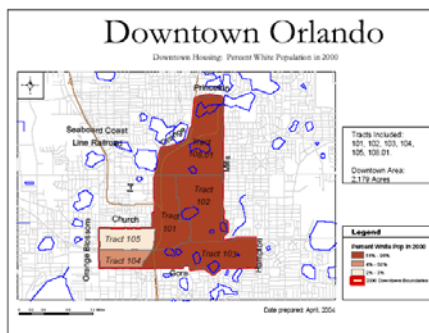 Downtown Orlando
Downtown Housing: Percent White Population in 2000
Princeton
Seaboard Coast
Line Railroad
I-4
Tract
108.01
Mills
Tract
102
Church
Tract
101
Tract 105
Tract 104
Tract 103
Orange Blossom
Gore
Tracts Included:
101, 102, 103, 104,
105, 108.01
Downtown Area:
2,179 Acres
Legend
Percent White Pop in 2000
2000 Downtown Boundaries
Date prepared: April, 2004